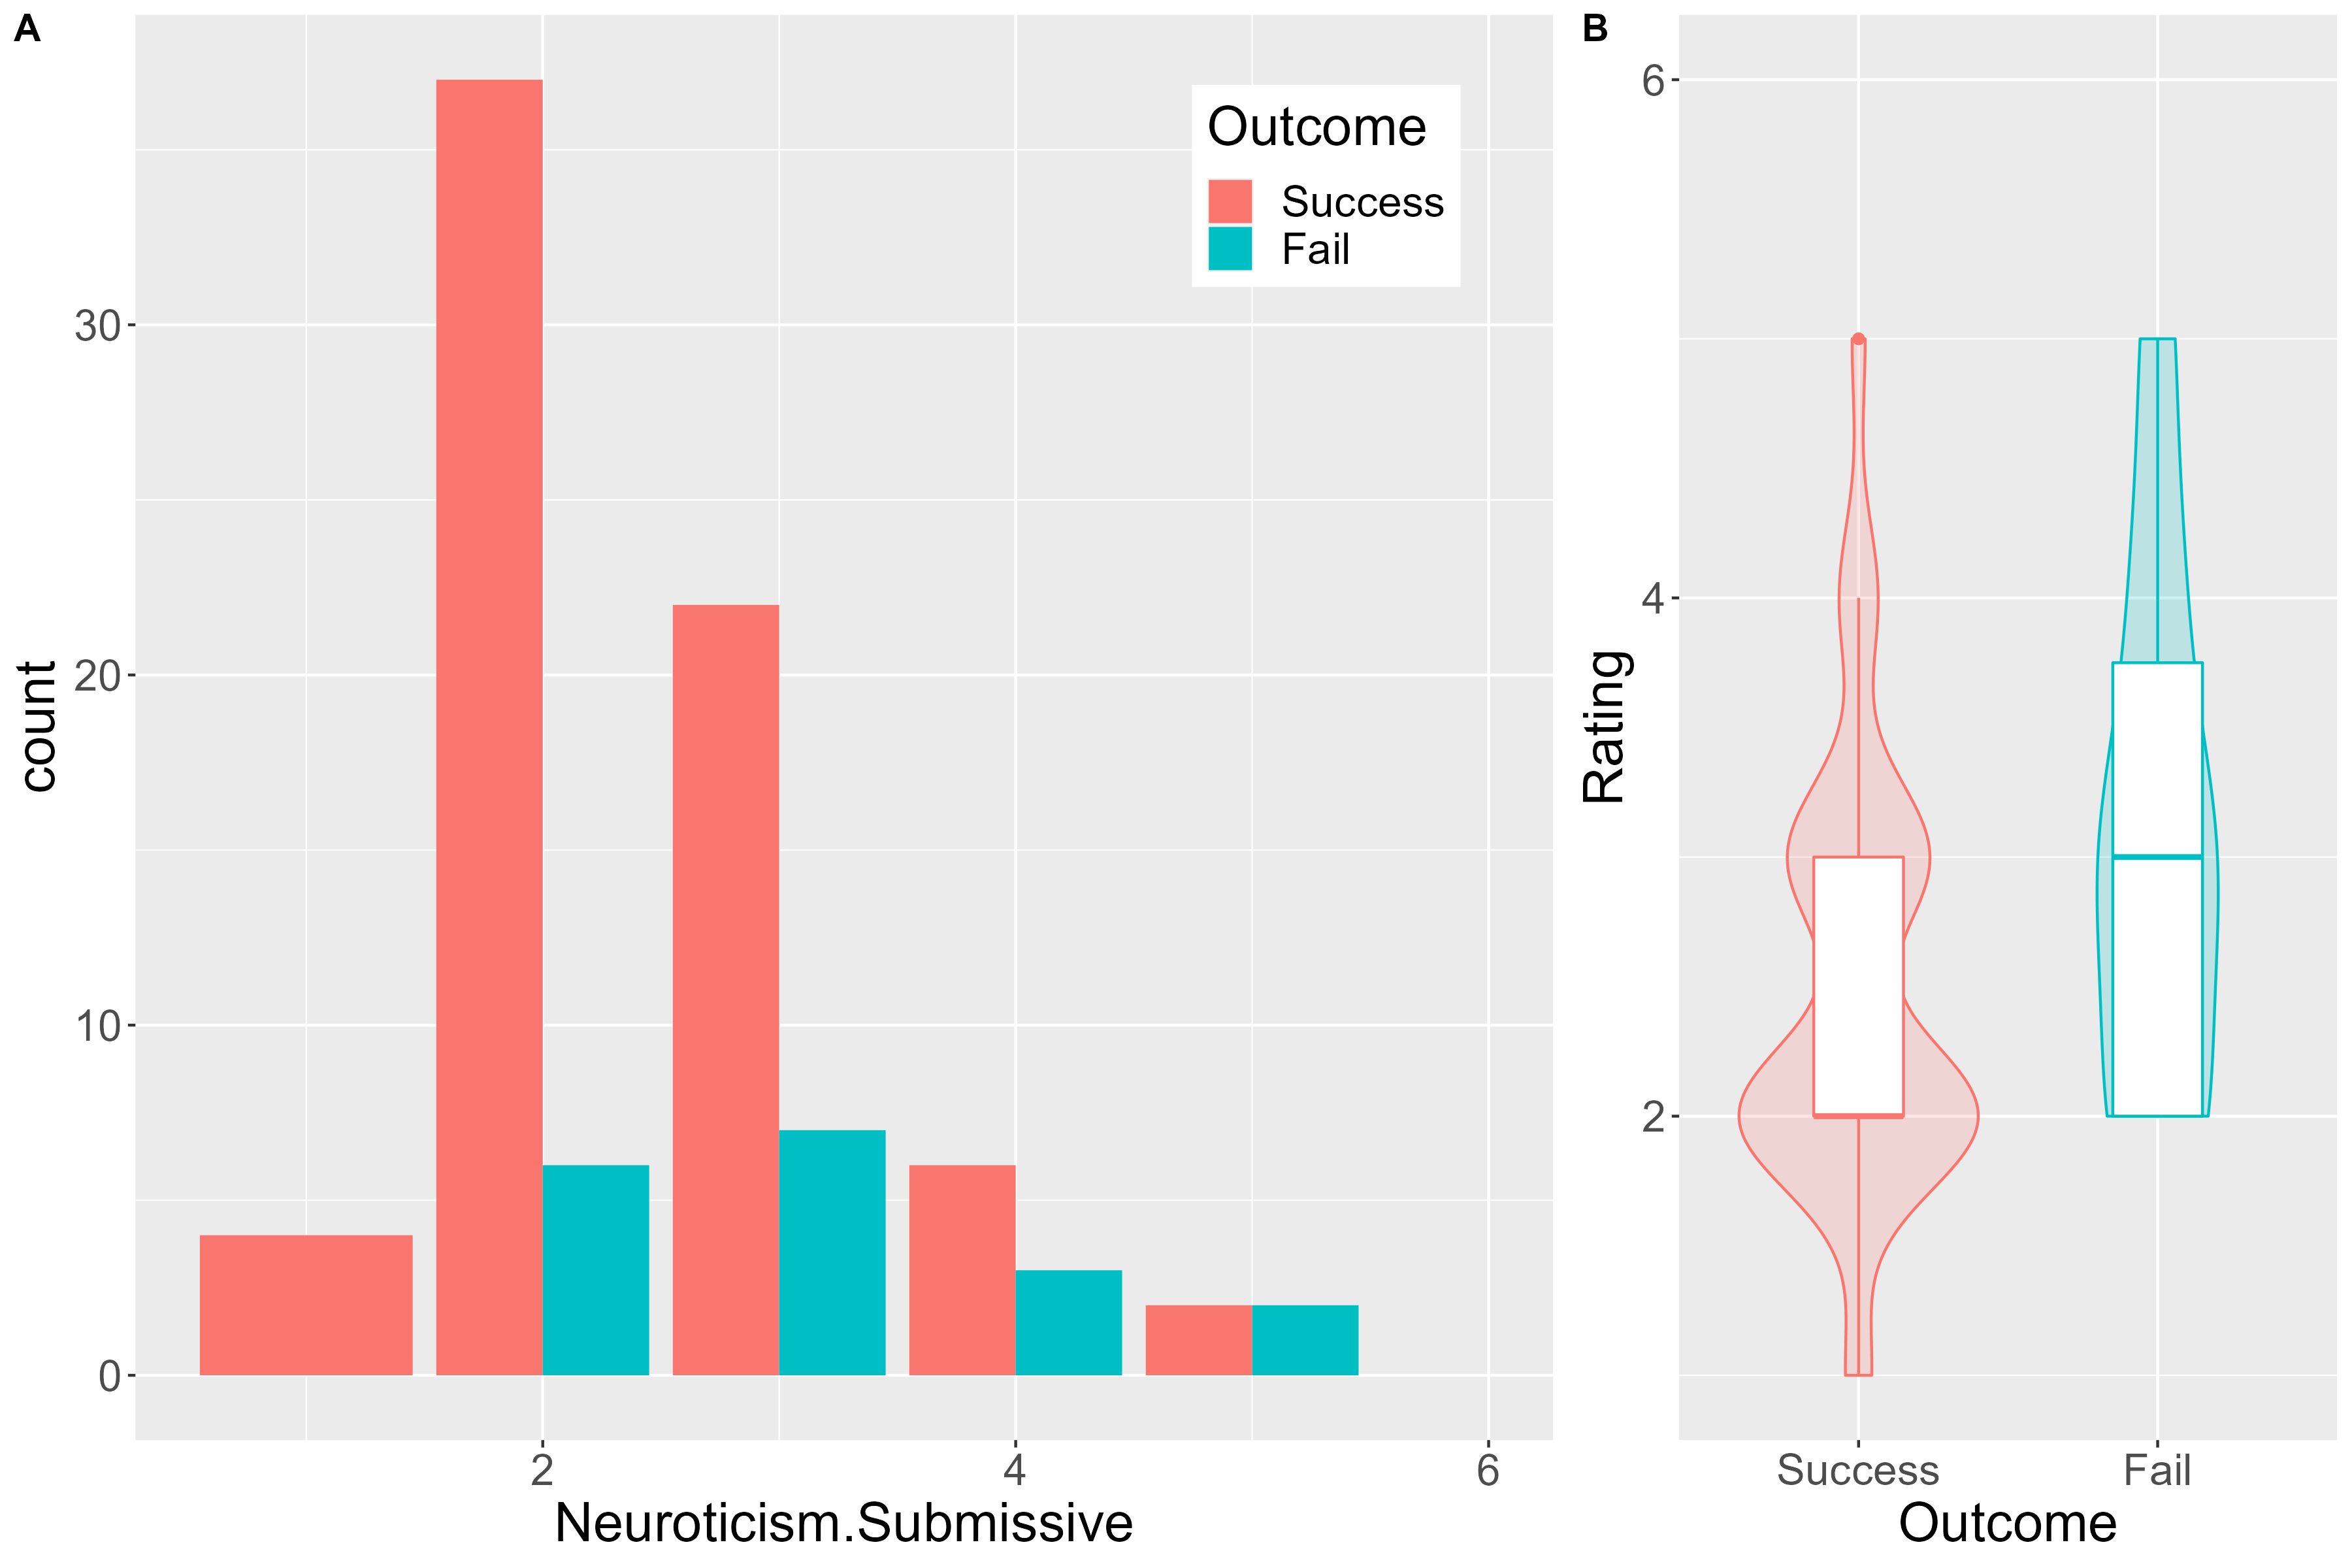 A
count
30
20
10
0
2 4 6
Neuroticism.Submissive
Outcome
Success
Fail
B
Rating
6
4
2
Success Fail
Outcome